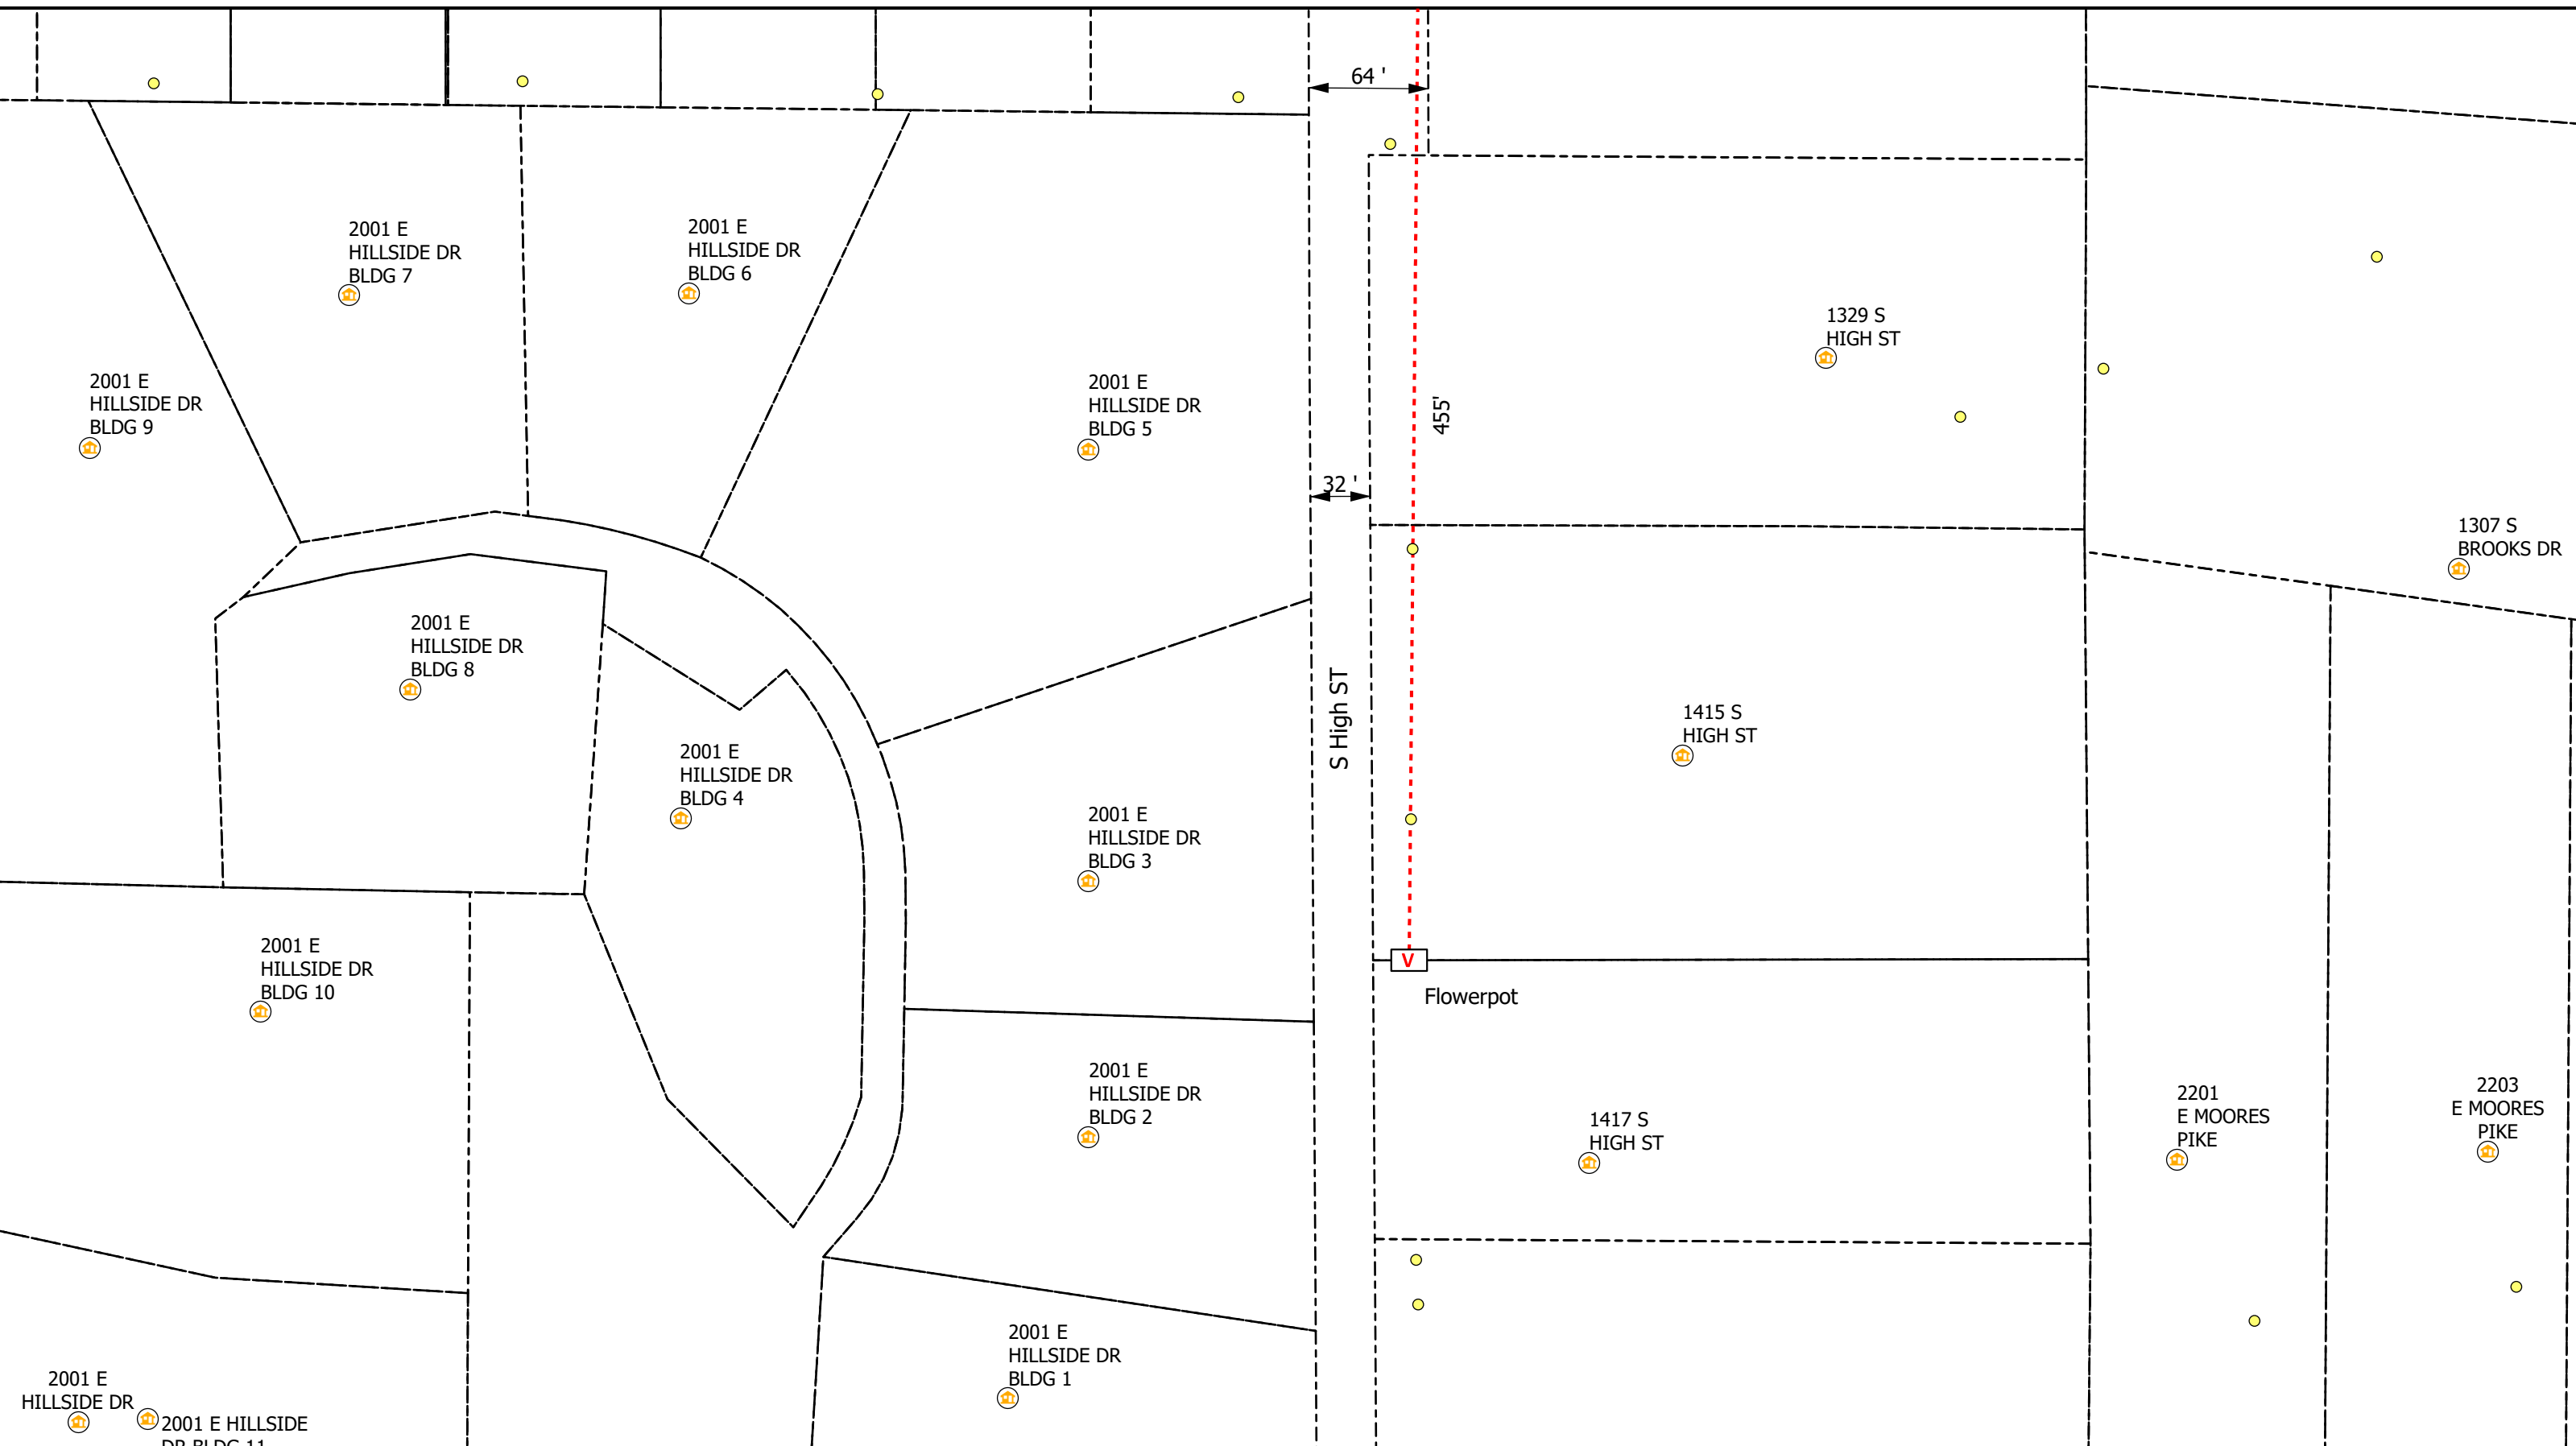 64 '
2001 E
HILLSIDE DR
BLDG 7
2001 E
HILLSIDE DR
BLDG 6
1329 S
HIGH ST
2001 E
HILLSIDE DR
BLDG 9
2001 E
HILLSIDE DR
BLDG 5
455'
32 '
1307 S
BROOKS DR
2001 E
HILLSIDE DR
BLDG 8
S High ST
1415 S
HIGH ST
2001 E
HILLSIDE DR
BLDG 4
2001 E
HILLSIDE DR
BLDG 3
2001 E
HILLSIDE DR
BLDG 10
V
Flowerpot
2001 E
HILLSIDE DR
BLDG 2
1417 S
HIGH ST
2201
E MOORES
PIKE
2203
E MOORES
PIKE
2001 E
HILLSIDE DR
BLDG 1
2001 E
HILLSIDE DR
2001 E HILLSIDE
DR BLDG 11